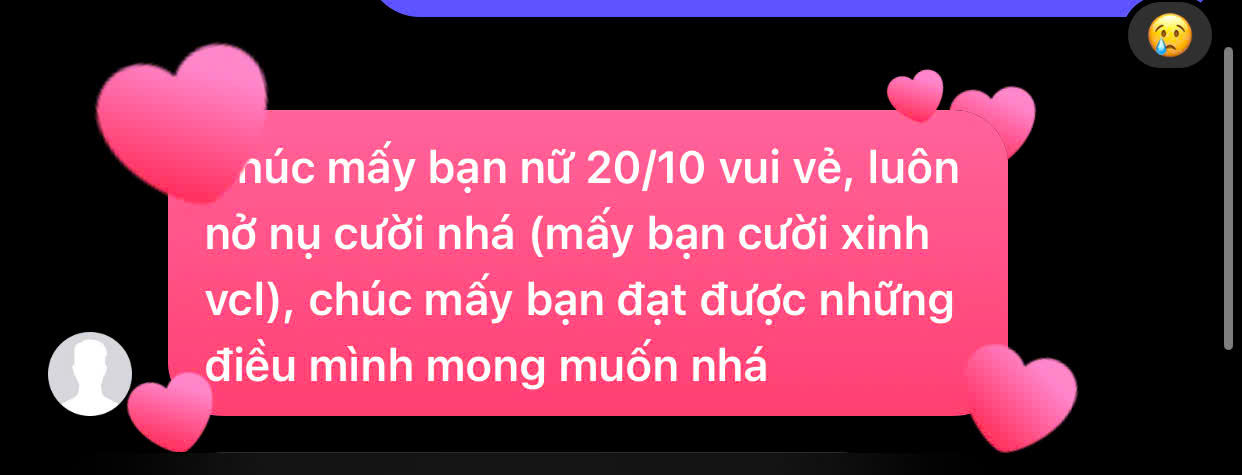 húc mấy bạn nữ 20/10 vui vẻ, luôn
nở nụ cười nhá (mấy bạn cười xinh
vcl), chúc mấy bạn đạt được những
điều mình mong muốn nhá